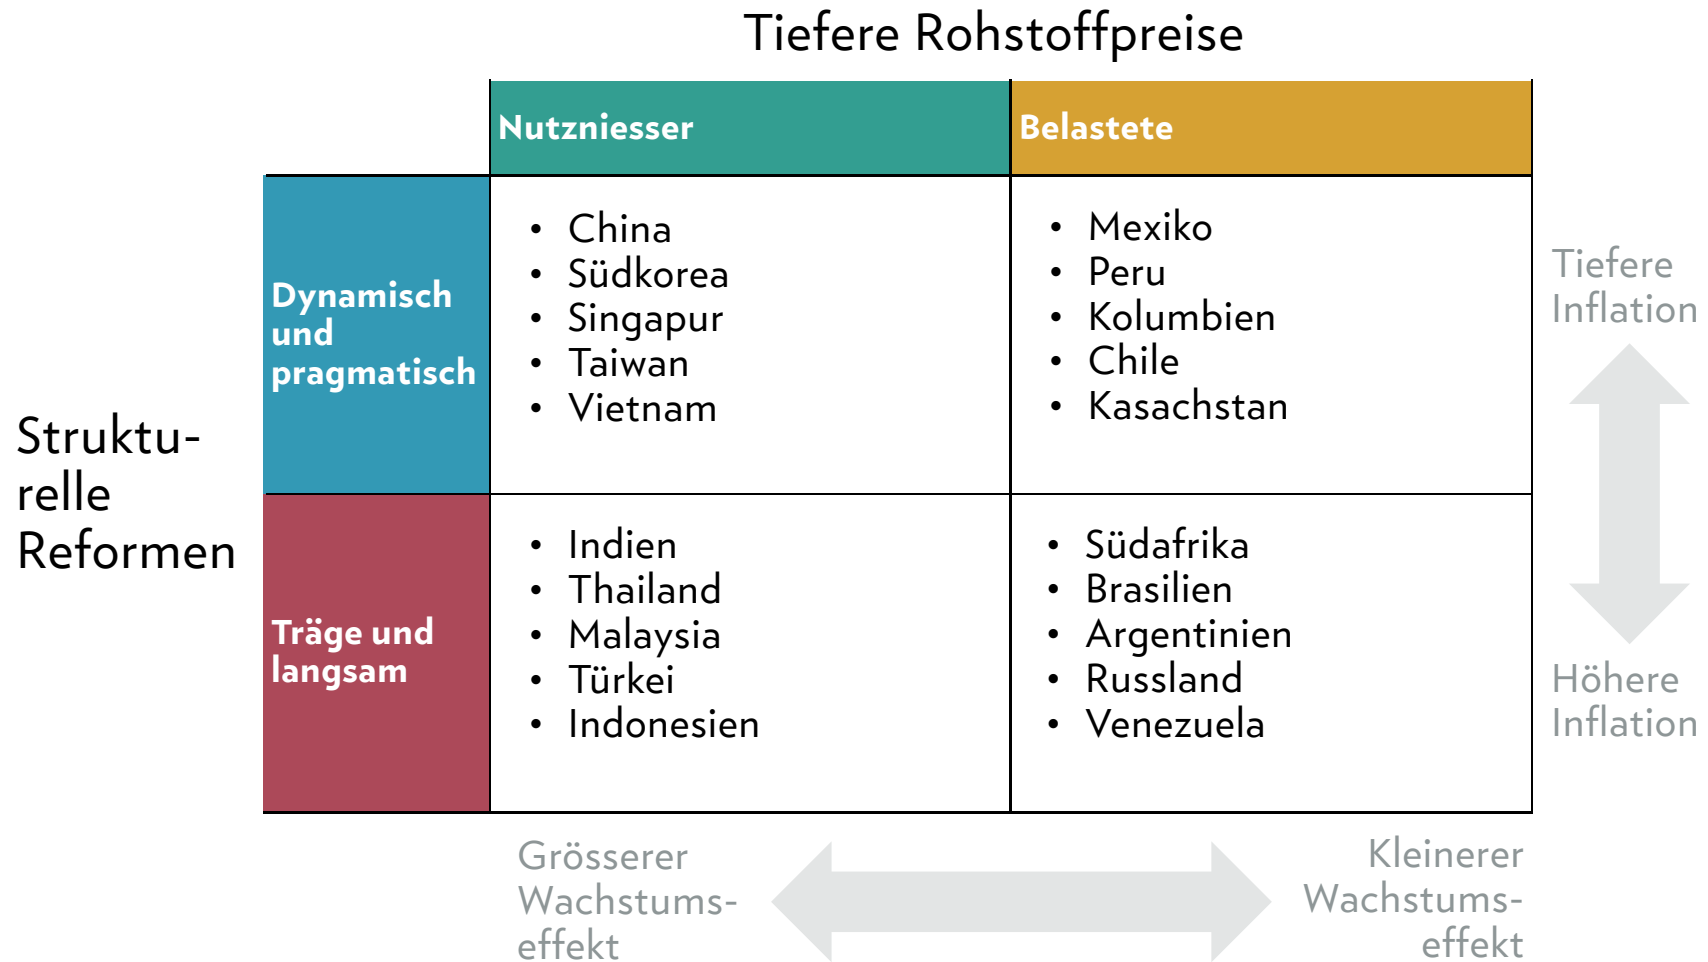 Tiefere Rohstoffpreise
Nutzniesser
Belastete
Struktu-
relle
Reformen
Dynamisch
und
pragmatisch
• China
• Südkorea
• Singapur
• Taiwan
• Vietnam
• Mexiko
• Peru
• Kolumbien
• Chile
• Kasachstan
Tiefere
Inflation
Träge und
langsam
• Indien
• Thailand
• Malaysia
• Türkei
• Indonesien
• Südafrika
• Brasilien
• Argentinien
• Russland
• Venezuela
Höhere
Inflation
Grösserer
Wachstums-
effekt
Kleinerer
Wachstums-
effekt